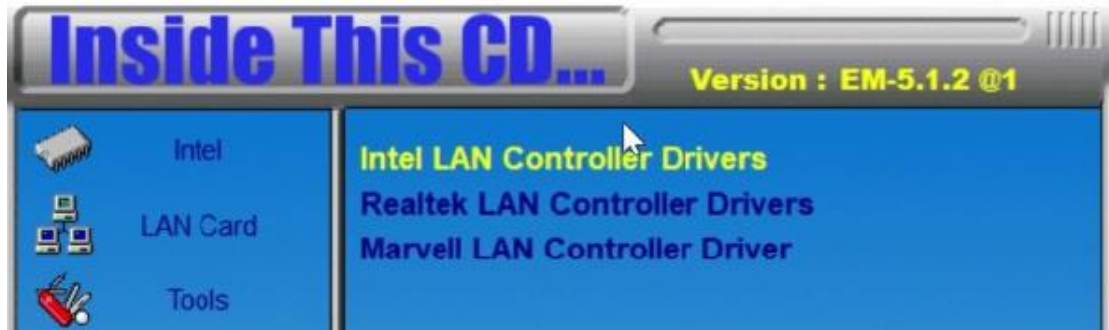 Inside This CD...
Version : EM-5.1.2 @1
Intel
LAN Card
Tools
Intel LAN Controller Drivers
Realtek LAN Controller Drivers
Marvell LAN Controller Driver